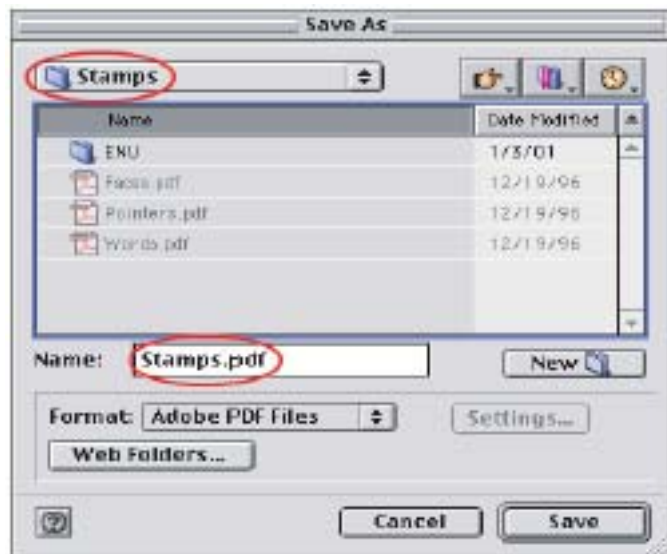 Save As
Stamps
Name Date Modified
ENU 1/3/01
Faces.pdf 12/19/96
Pointers.pdf 12/19/96
Words.pdf 12/19/96
Name: Stamps.pdf New
Format: Adobe PDF Files Settings...
Web Folders...
? Cancel Save